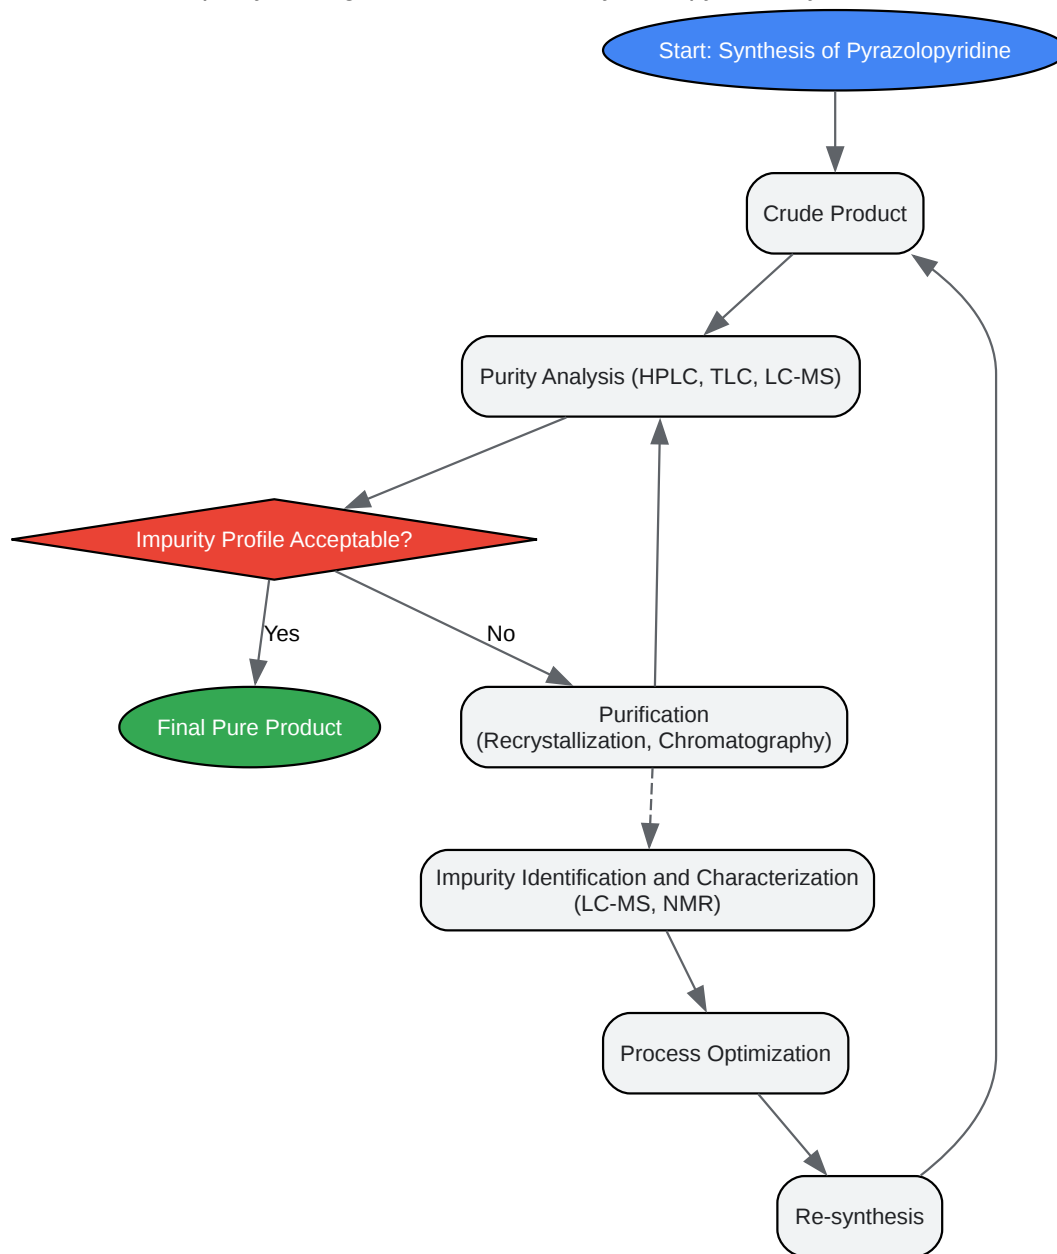 Start: Synthesis of Pyrazolopyridine
Crude Product
Purity Analysis (HPLC, TLC, LC-MS)
Impurity Profile Acceptable?
Yes
No
Final Pure Product
Purification
(Recrystallization, Chromatography)
Impurity Identification and Characterization
(LC-MS, NMR)
Process Optimization
Re-synthesis